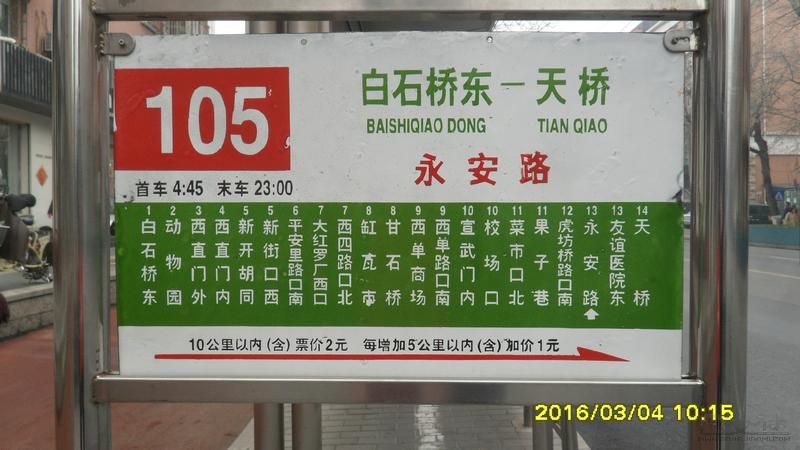 105
白石桥东－天桥
BAISHIQIAO DONG TIAN QIAO
永安路
首车 4:45 末车 23:00
1 白石桥东
2 动物园
3 西直门外
4 西直门内
5 新开胡同
5 新街口西
6 平安里路口南
7 大红罗厂西口
7 西四路口北
8 缸瓦市
8 甘石桥
9 西单商场
9 西单路口南
10 宣武门内
10 校场口
11 菜市口北
11 果子巷
12 虎坊桥路口南
13 永安路
13 友谊医院东
14 天桥
10公里以内(含)票价2元 每增加5公里以内(含)加价1元
2016/03/04 10:15